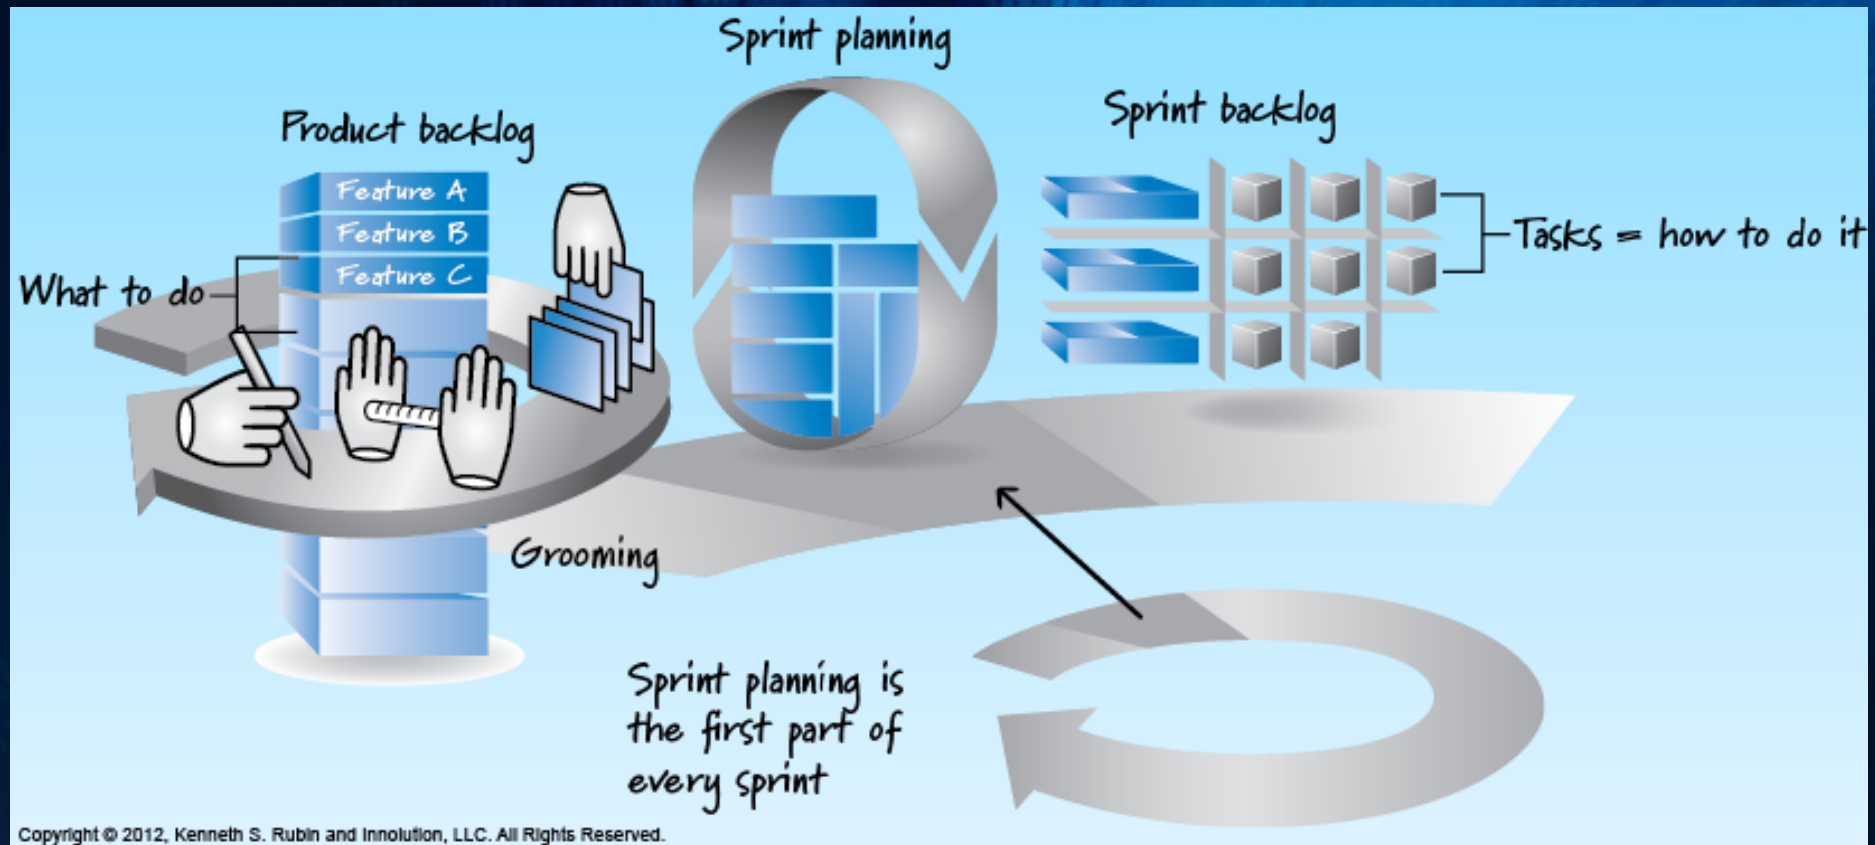 Sprint planning
Product backlog
Sprint backlog
Feature A
Feature B
Feature C
What to do
Tasks = how to do it
Grooming
Sprint planning is
the first part of
every sprint
Copyright © 2012, Kenneth S. Rubin and Innolution, LLC. All Rights Reserved.